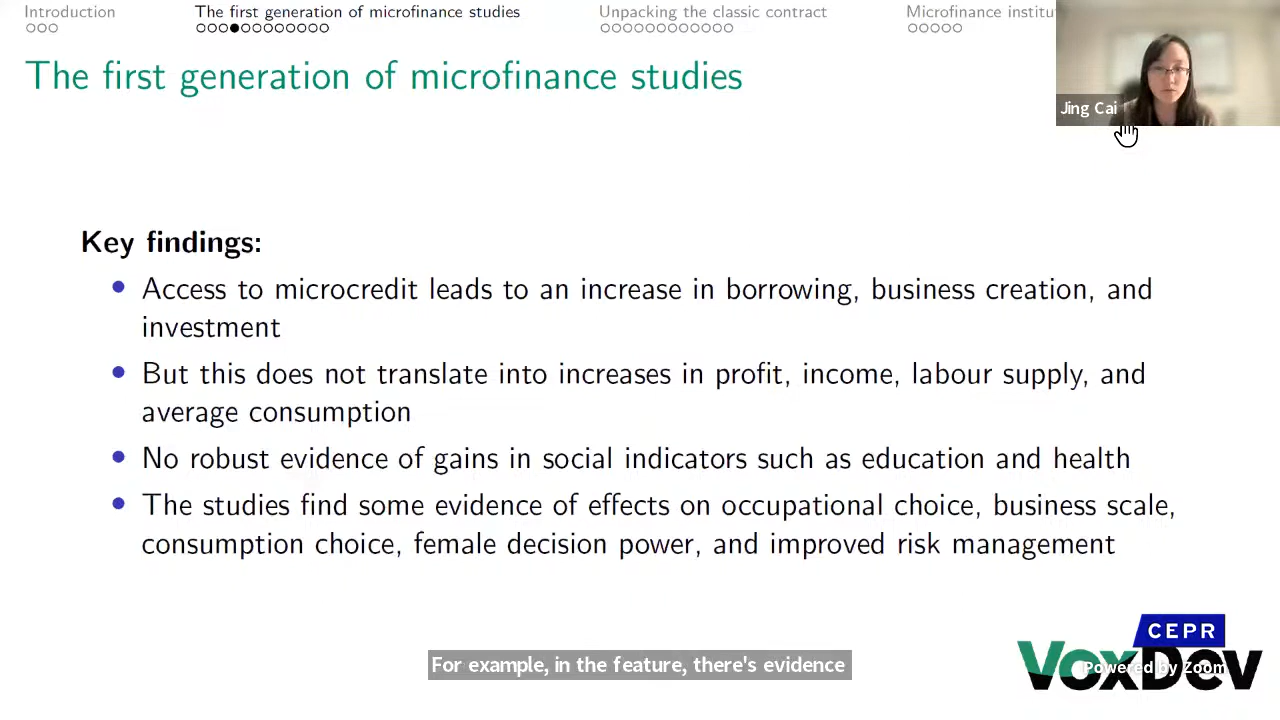 Introduction
The first generation of microfinance studies
Unpacking the classic contract
Microfinance institu
The first generation of microfinance studies
Jing Cai
Key findings:
Access to microcredit leads to an increase in borrowing, business creation, and
investment
But this does not translate into increases in profit, income, labour supply, and
average consumption
No robust evidence of gains in social indicators such as education and health
The studies find some evidence of effects on occupational choice, business scale,
consumption choice, female decision power, and improved risk management
CEPR
VoxDev
Powered by Zoom
For example, in the feature, there's evidence